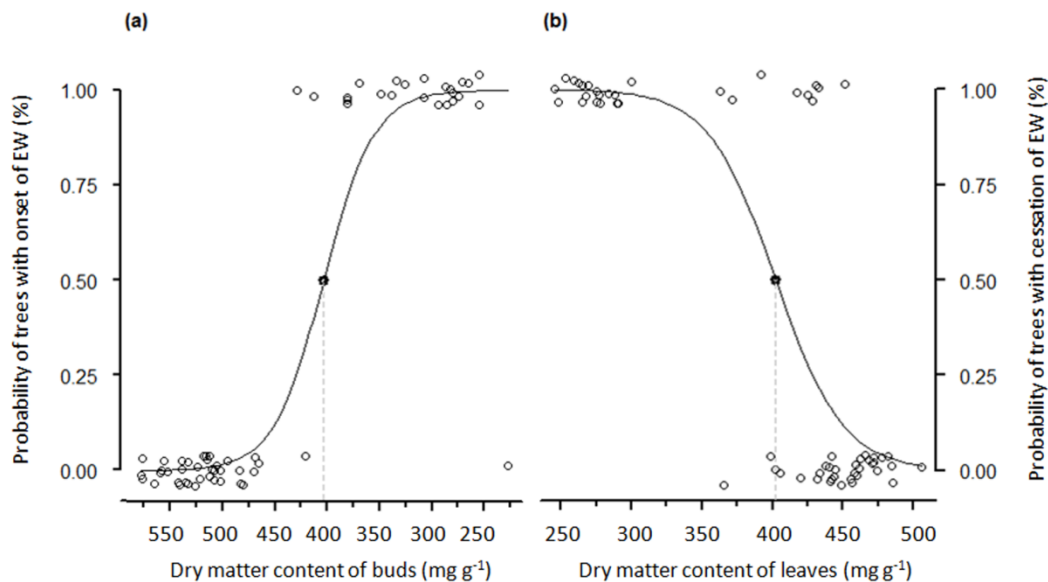 (a)
(b)
Probability of trees with onset of EW (%)
1.00
0.75
0.50
0.25
0.00
550 500 450 400 350 300 250
Dry matter content of buds (mg g⁻¹)
250 300 350 400 450 500
Dry matter content of leaves (mg g⁻¹)
1.00
0.75
0.50
0.25
0.00
Probability of trees with cessation of EW (%)